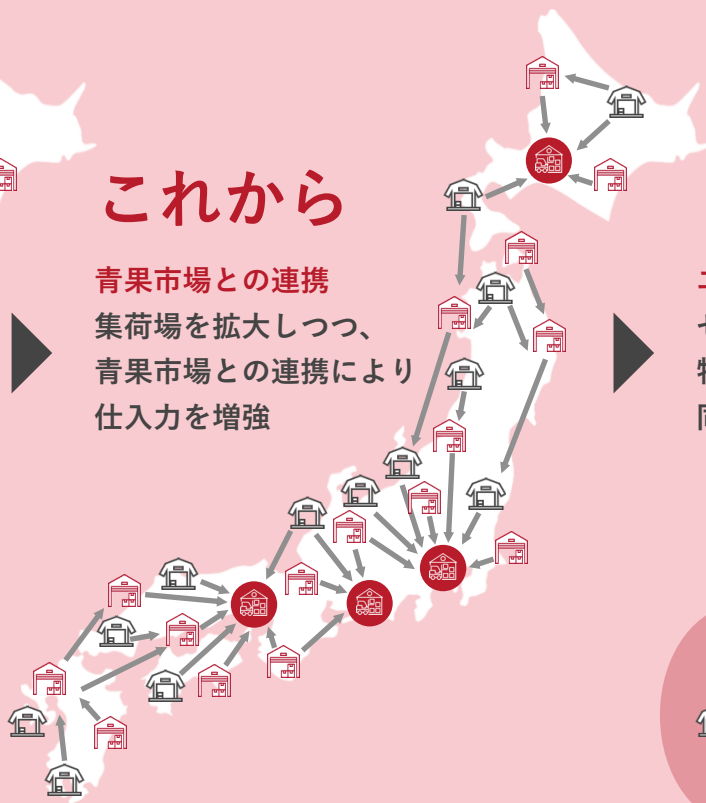 これから
青果市場との連携
集荷場を拡大しつつ、
青果市場との連携により
仕入力を増強